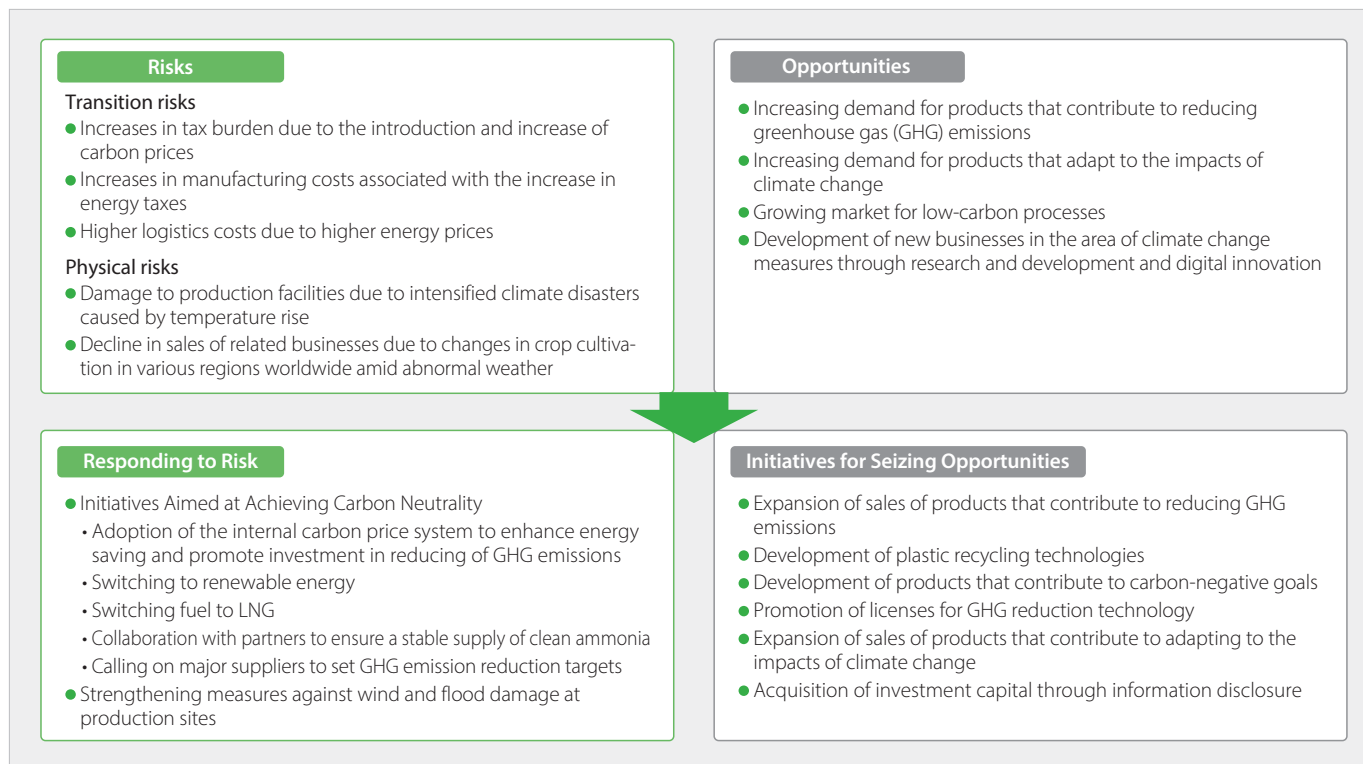 Risks
Transition risks
● Increases in tax burden due to the introduction and increase of
carbon prices
● Increases in manufacturing costs associated with the increase in
energy taxes
● Higher logistics costs due to higher energy prices
Physical risks
● Damage to production facilities due to intensified climate disasters
caused by temperature rise
● Decline in sales of related businesses due to changes in crop cultiva-
tion in various regions worldwide amid abnormal weather
Opportunities
● Increasing demand for products that contribute to reducing
greenhouse gas (GHG) emissions
● Increasing demand for products that adapt to the impacts of
climate change
● Growing market for low-carbon processes
● Development of new businesses in the area of climate change
measures through research and development and digital innovation
Responding to Risk
● Initiatives Aimed at Achieving Carbon Neutrality
• Adoption of the internal carbon price system to enhance energy
saving and promote investment in reducing of GHG emissions
• Switching to renewable energy
• Switching fuel to LNG
• Collaboration with partners to ensure a stable supply of clean ammonia
• Calling on major suppliers to set GHG emission reduction targets
● Strengthening measures against wind and flood damage at
production sites
Initiatives for Seizing Opportunities
● Expansion of sales of products that contribute to reducing GHG
emissions
● Development of plastic recycling technologies
● Development of products that contribute to carbon-negative goals
● Promotion of licenses for GHG reduction technology
● Expansion of sales of products that contribute to adapting to the
impacts of climate change
● Acquisition of investment capital through information disclosure